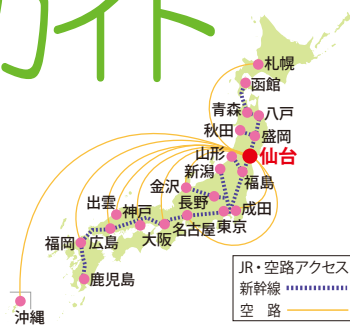 ガイド
札幌
函館
青森
八戸
秋田
盛岡
山形
仙台
新潟
福島
金沢
長野
成田
出雲
神戸
東京
名古屋
福岡
広島
大阪
鹿児島
沖縄
JR・空路アクセス
新幹線
空路